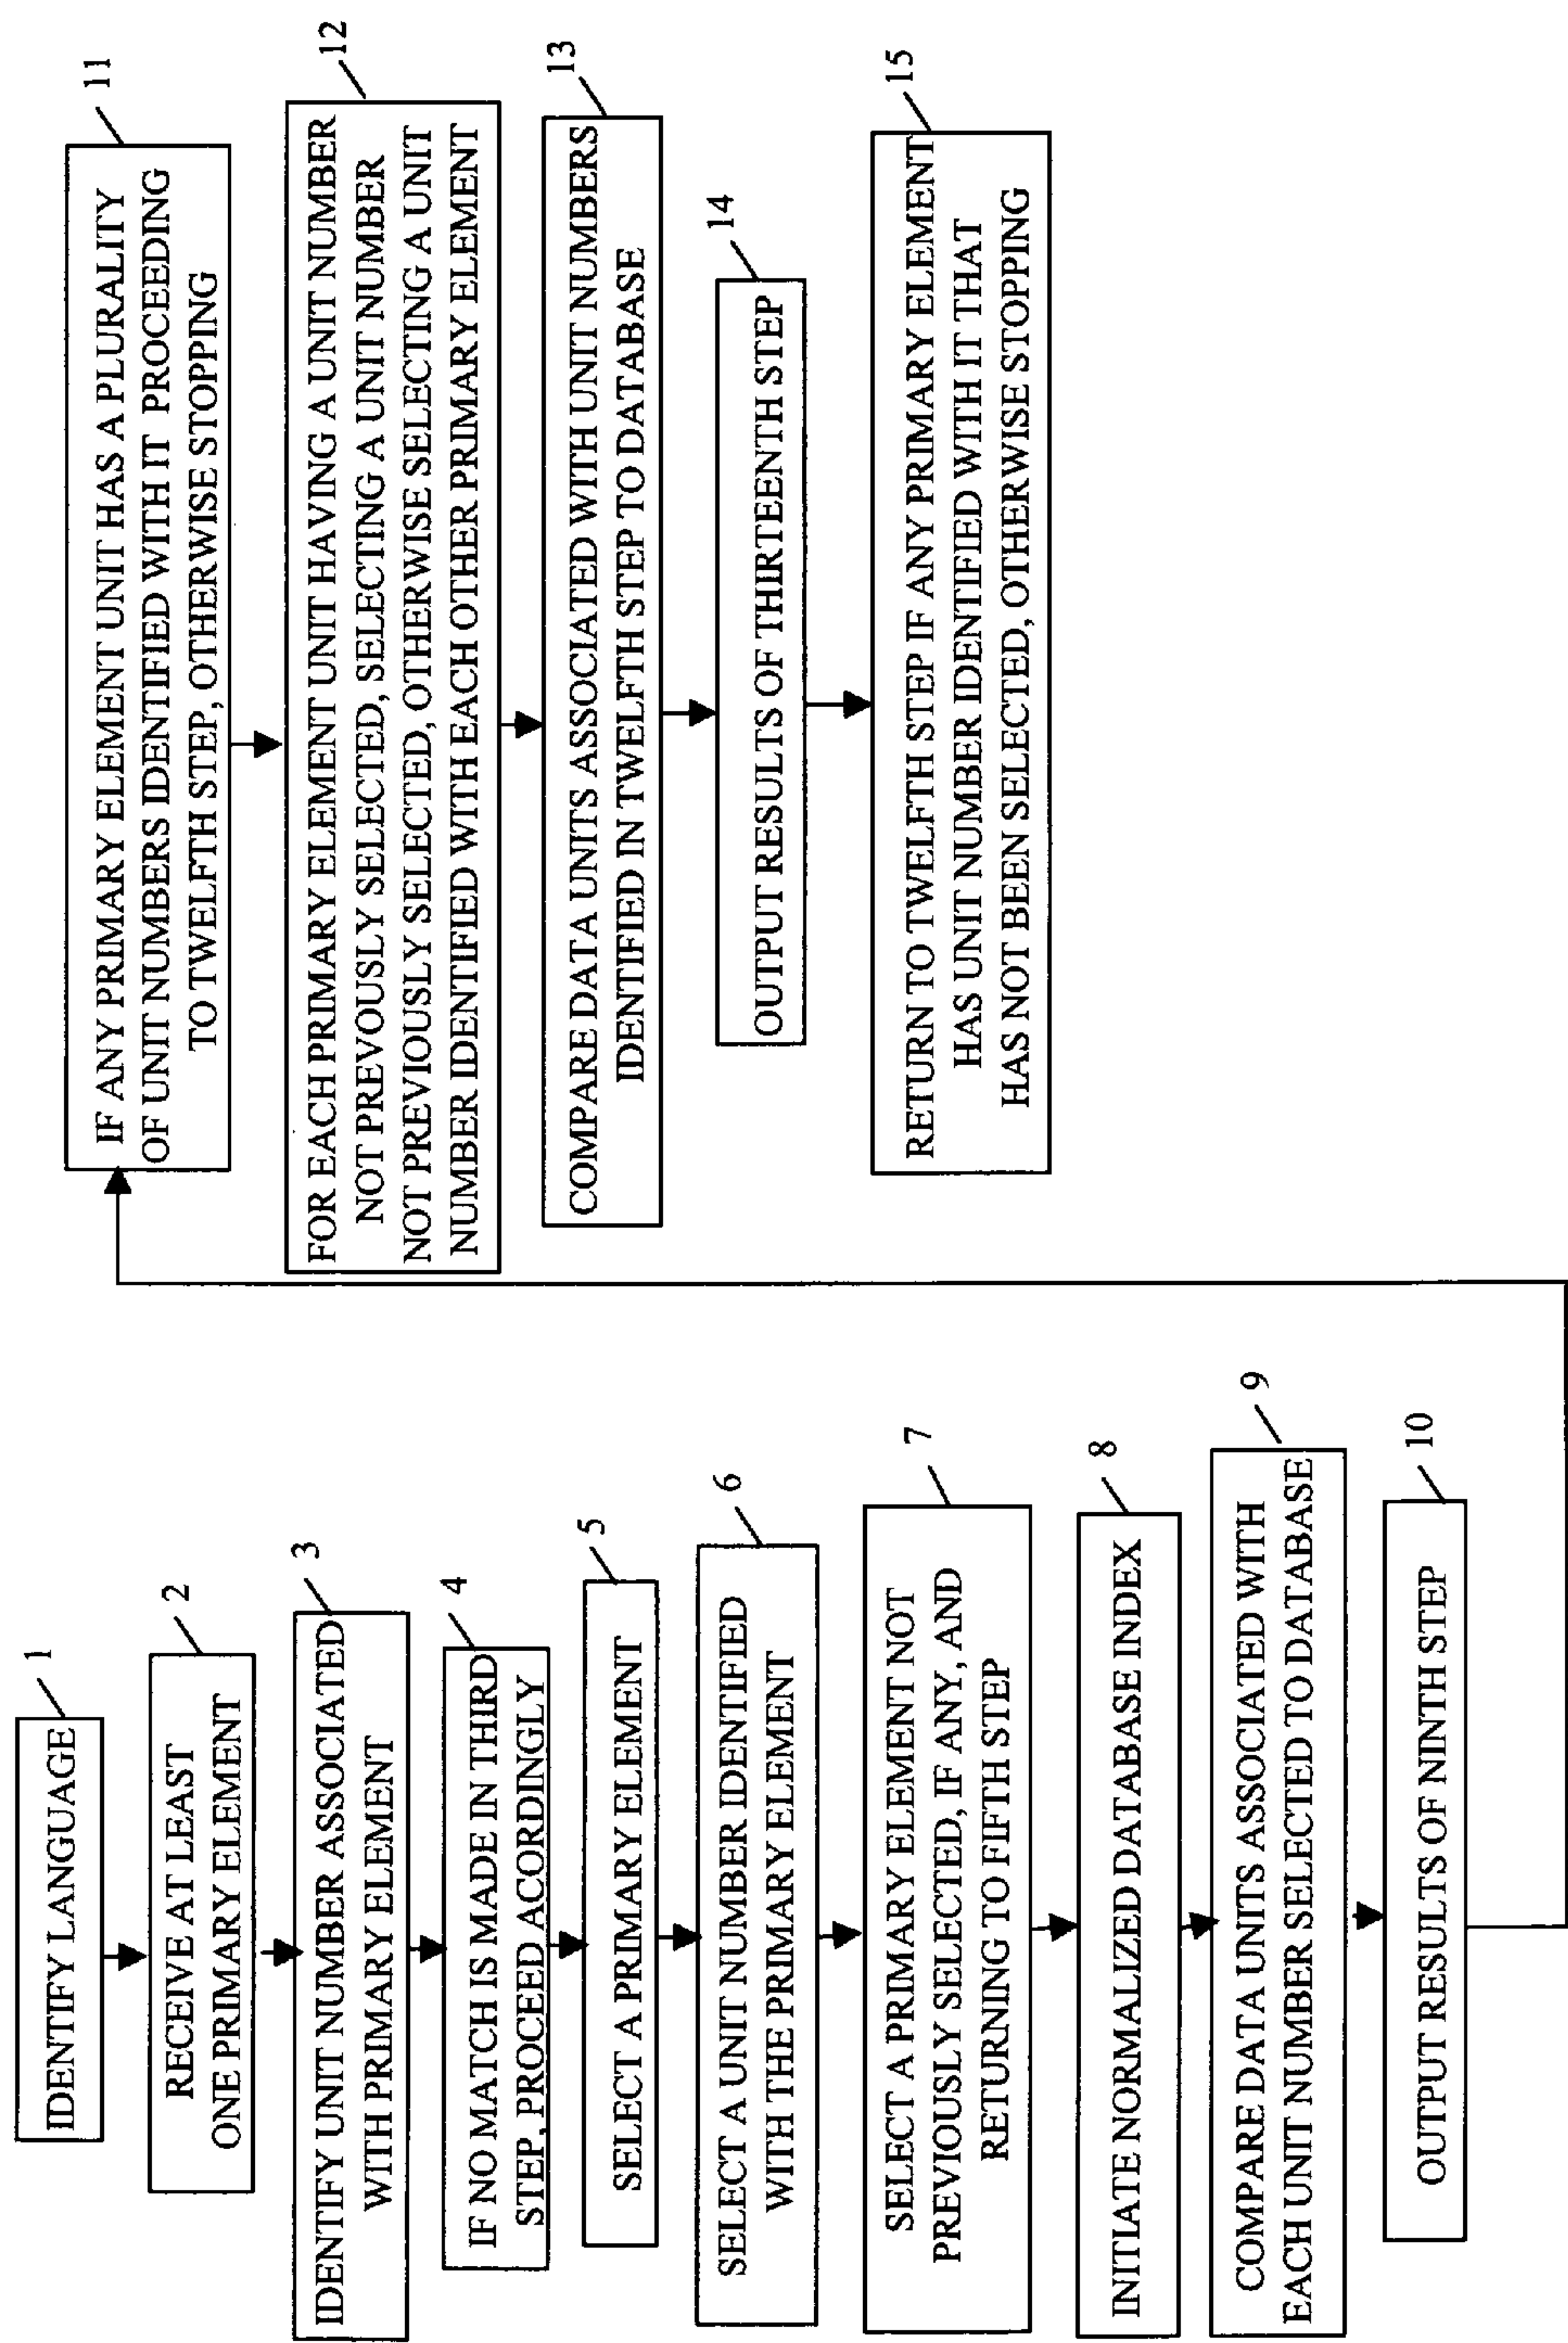 1
IDENTIFY LANGUAGE
2
RECEIVE AT LEAST
ONE PRIMARY ELEMENT
3
IDENTIFY UNIT NUMBER ASSOCIATED
WITH PRIMARY ELEMENT
4
IF NO MATCH IS MADE IN THIRD
STEP, PROCEED ACORDINGLY
5
SELECT A PRIMARY ELEMENT
6
SELECT A UNIT NUMBER IDENTIFIED
WITH THE PRIMARY ELEMENT
7
SELECT A PRIMARY ELEMENT NOT
PREVIOUSLY SELECTED, IF ANY, AND
RETURNING TO FIFTH STEP
8
INITIATE NORMALIZED DATABASE INDEX
9
COMPARE DATA UNITS ASSOCIATED WITH
EACH UNIT NUMBER SELECTED TO DATABASE
10
OUTPUT RESULTS OF NINTH STEP
11
IF ANY PRIMARY ELEMENT UNIT HAS A PLURALITY
OF UNIT NUMBERS IDENTIFIED WITH IT PROCEEDING
TO TWELFTH STEP, OTHERWISE STOPPING
12
FOR EACH PRIMARY ELEMENT UNIT HAVING A UNIT NUMBER
NOT PREVOUSLY SELECTED, SELECTING A UNIT NUMBER
NOT PREVIOUSLY SELECTED, OTHERWISE SELECTING A UNIT
NUMBER IDENTIFIED WITH EACH OTHER PRIMARY ELEMENT
13
COMPARE DATA UNITS ASSOCIATED WITH UNIT NUMBERS
IDENTIFIED IN TWELFTH STEP TO DATABASE
14
OUTPUT RESULTS OF THIRTEENTH STEP
15
RETURN TO TWELFTH STEP IF ANY PRIMARY ELEMENT
HAS UNIT NUMBER IDENTIFIED WITH IT THAT
HAS NOT BEEN SELECTED, OTHERWISE STOPPING